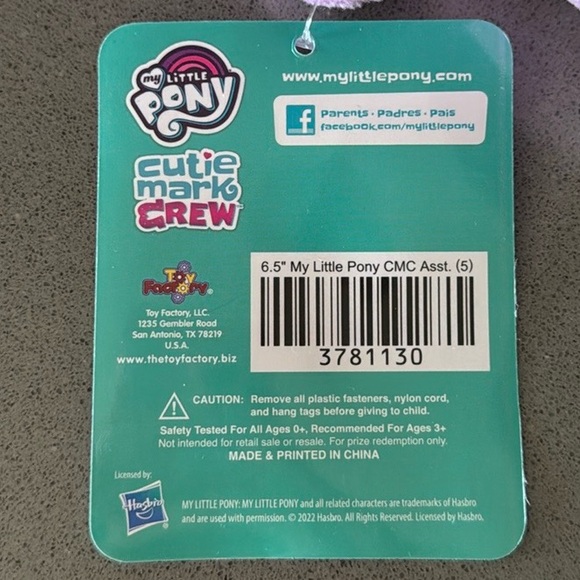 my LITTLE
PONY
www.mylittlepony.com
f Parents · Padres · Pais
facebook.com/mylittlepony
cutie
mark
CREW™
6.5" My Little Pony CMC Asst. (5)
3781130
Toy
Factory®
Toy Factory, LLC.
1235 Gembler Road
San Antonio, TX 78219
U.S.A.
www.thetoyfactory.biz
CAUTION: Remove all plastic fasteners, nylon cord,
and hang tags before giving to child.
Safety Tested For All Ages 0+, Recommended For Ages 3+
Not intended for retail sale or resale. For prize redemption only.
MADE & PRINTED IN CHINA
Licensed by:
Hasbro
MY LITTLE PONY: MY LITTLE PONY and all related characters are trademarks of Hasbro
and are used with permission. © 2022 Hasbro. All Rights Reserved. Licensed by Hasbro.